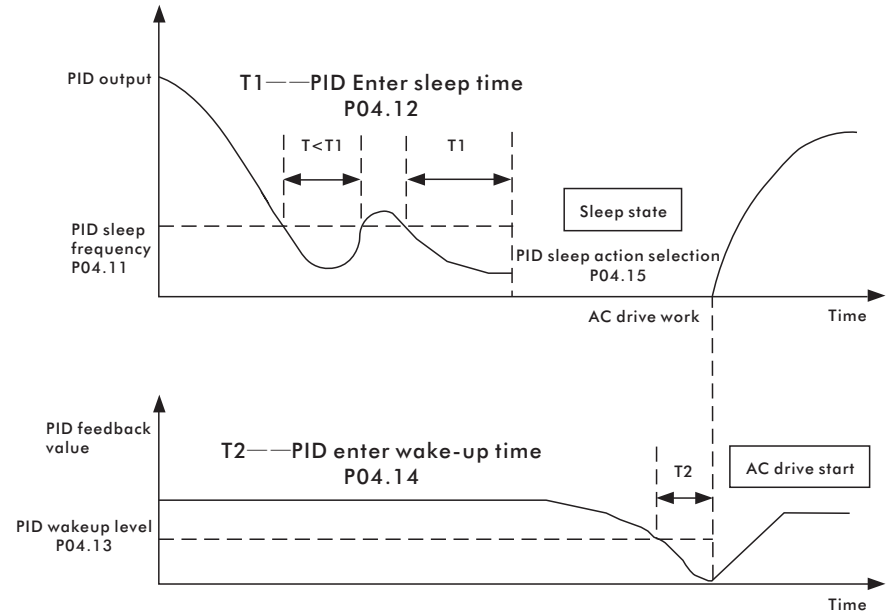 PID output
T1——PID Enter sleep time
P04.12
T<T1
T1
PID sleep
frequency
P04.11
Sleep state
PID sleep action selection
P04.15
AC drive work
Time
PID feedback
value
T2——PID enter wake-up time
P04.14
T2
AC drive start
PID wakeup level
P04.13
Time